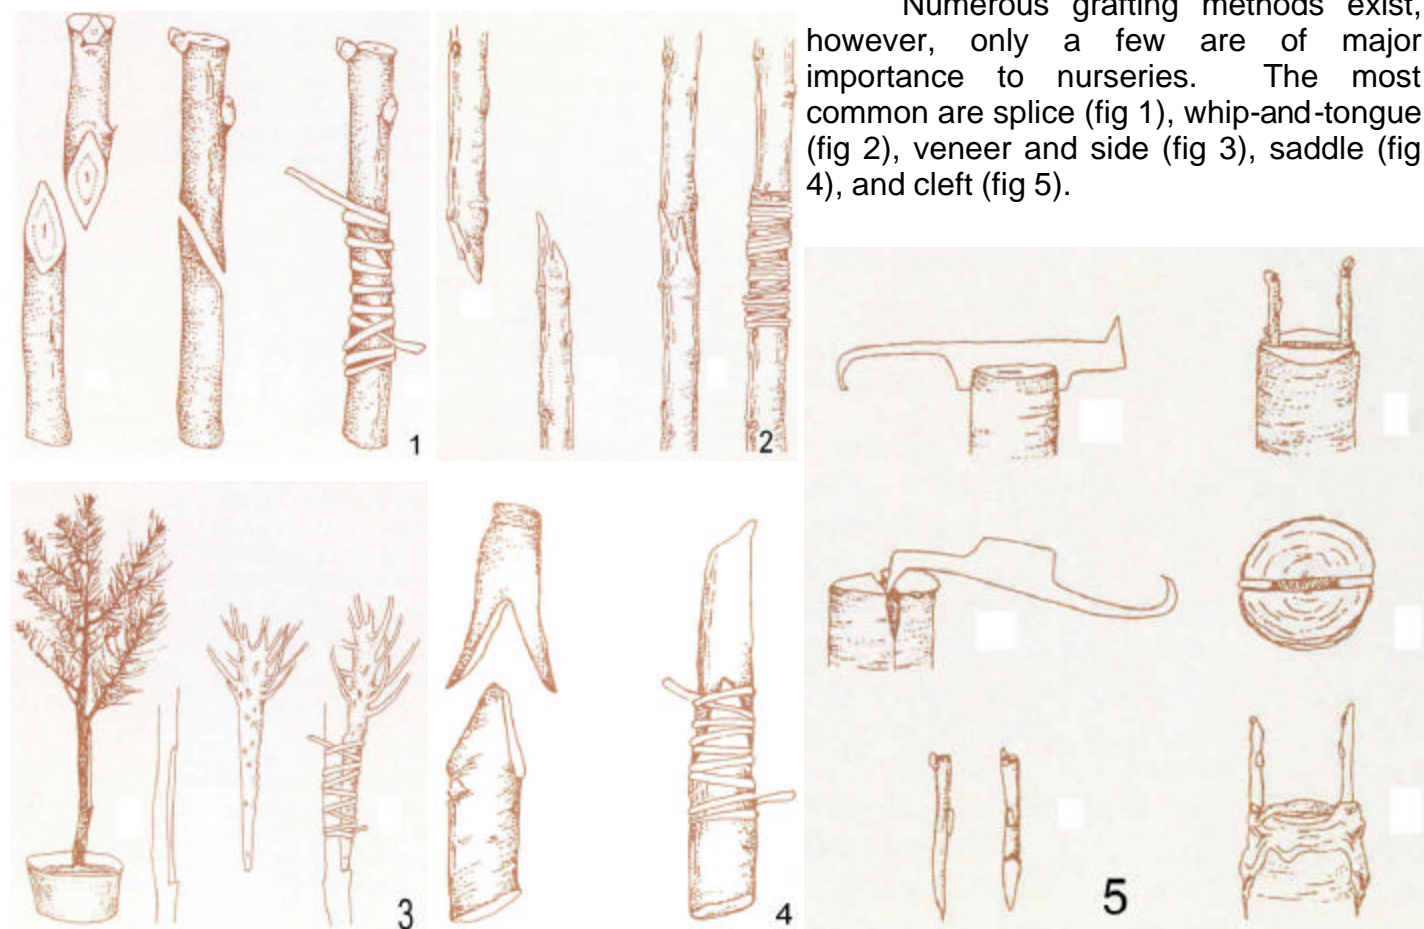 Numerous grafting methods exist,
however, only a few are of major
importance to nurseries. The most
common are splice (fig 1), whip-and-tongue
(fig 2), veneer and side (fig 3), saddle (fig
4), and cleft (fig 5).
1
2
3
4
5